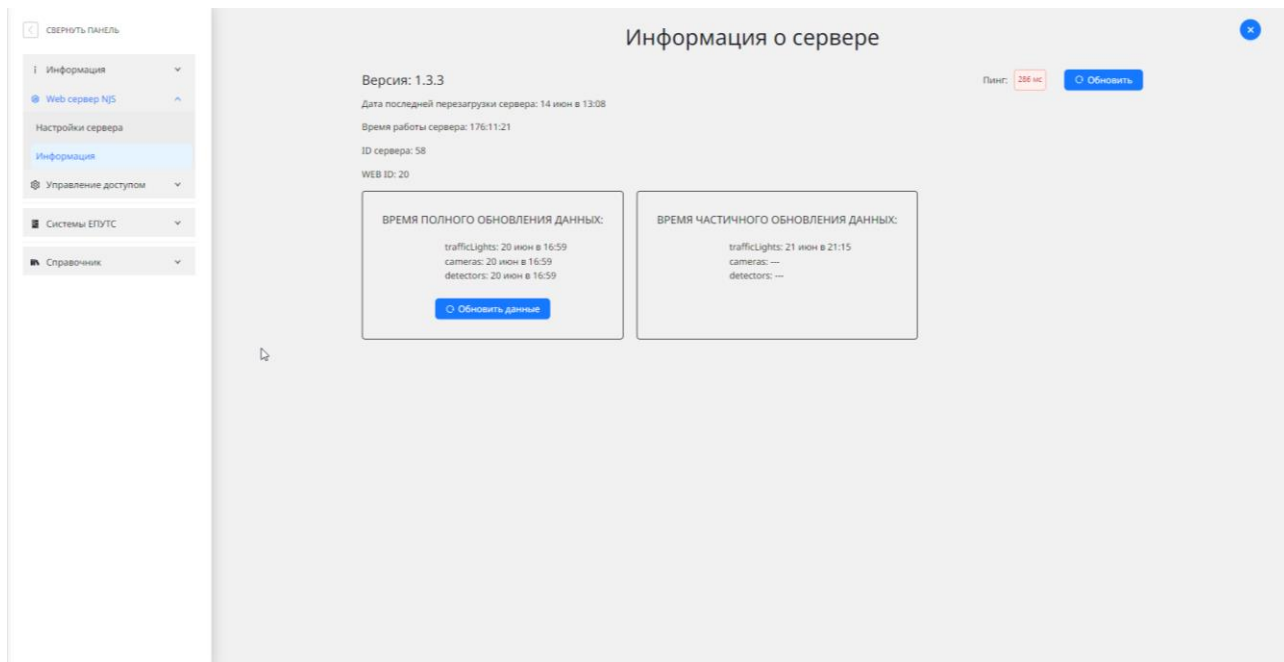 СВЕРНУТЬ ПАНЕЛЬ
Информация
Web сервер NJS
Настройки сервера
Информация
Управление доступом
Системы ЕПУТС
Справочник
Информация о сервере
Версия: 1.3.3
Пинг: 286 мс
Обновить
Дата последней перезагрузки сервера: 14 июн в 13:08
Время работы сервера: 176:11:21
ID сервера: 58
WEB ID: 20
ВРЕМЯ ПОЛНОГО ОБНОВЛЕНИЯ ДАННЫХ:
trafficLights: 20 июн в 16:59
cameras: 20 июн в 16:59
detectors: 20 июн в 16:59
Обновить данные
ВРЕМЯ ЧАСТИЧНОГО ОБНОВЛЕНИЯ ДАННЫХ:
trafficLights: 21 июн в 21:15
cameras: ---
detectors: ---